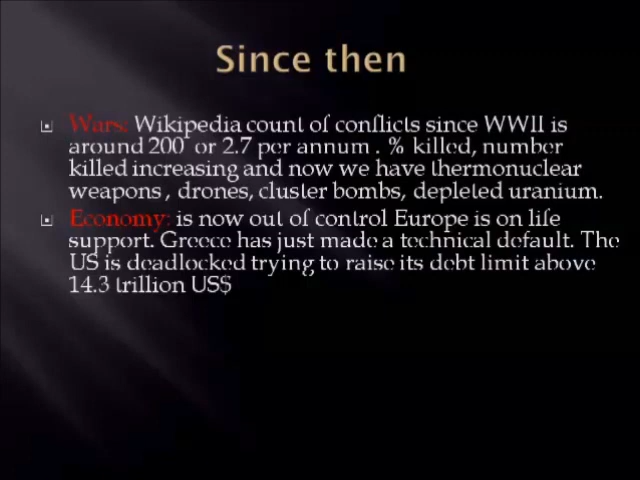 Since then
Wars: Wikipedia count of conflicts since WWII is
around 200 or 2.7 per annum . % killed, number
killed increasing and now we have thermonuclear
weapons , drones, cluster bombs, depleted uranium.
Economy: is now out of control Europe is on life
support. Greece has just made a technical default. The
US is deadlocked trying to raise its debt limit above
14.3 trillion US$